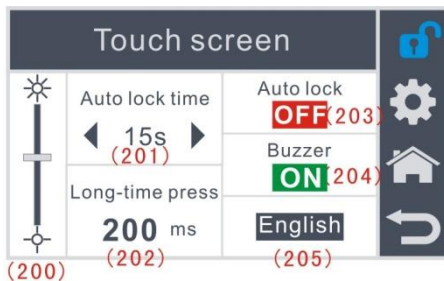 Touch screen
Auto lock time
15s
(201)
Long-time press
200 ms
(202)
(200)
Auto lock
OFF (203)
Buzzer
ON (204)
English
(205)